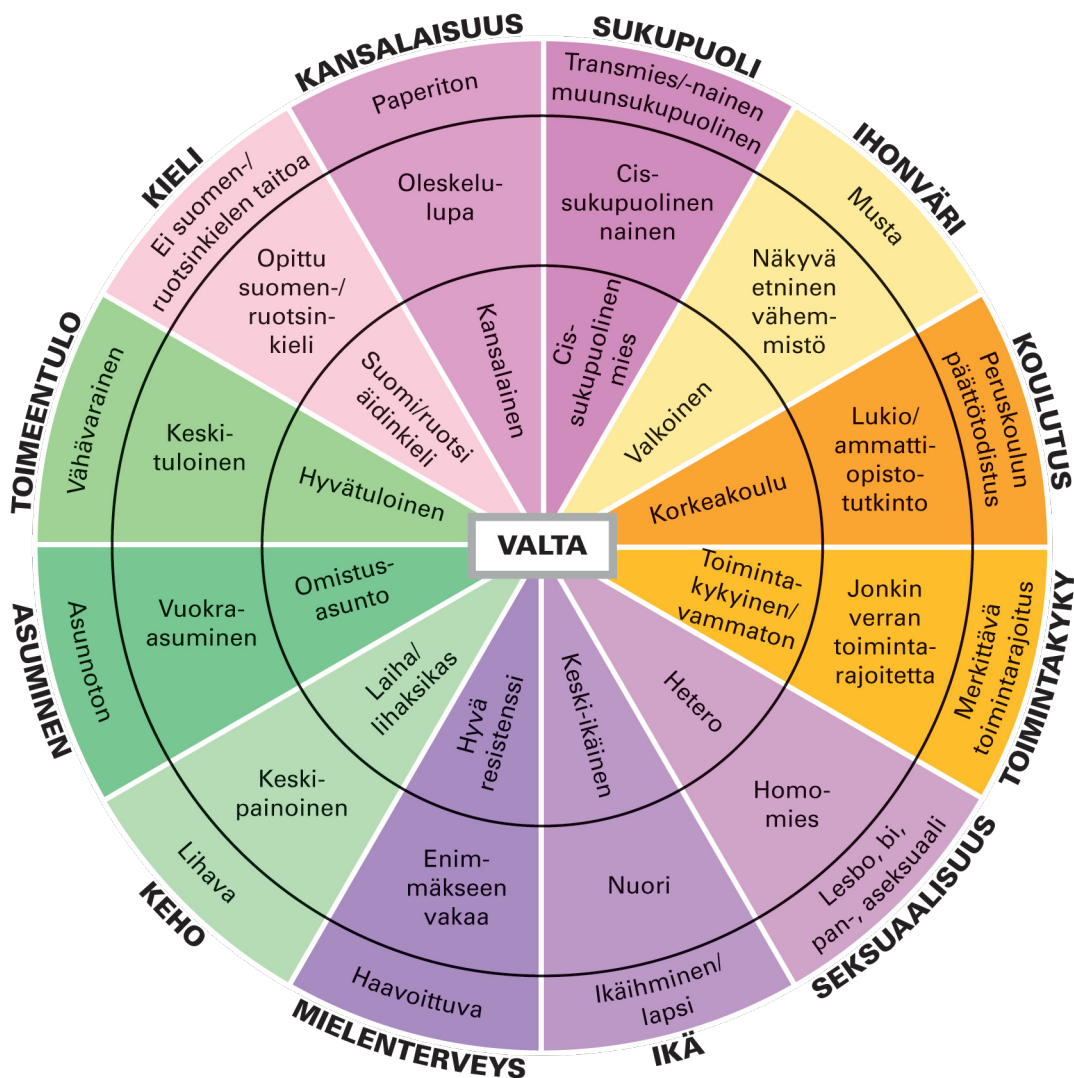 SUKUPUOLI
Transmies/-nainen
muunsukupuolinen
Cis-
sukupuolinen
nainen
Cis-
sukupuolinen
mies
IHONVÄRI
Musta
Näkyvä
etninen
vähem-
mistö
Valkoinen
KOULUTUS
Peruskoulun
päättötodistus
Lukio/
ammatti-
opisto-
tutkinto
Korkeakoulu
TOIMINTAKYKY
Merkittävä
toimintarajoitus
Jonkin
verran
toiminta-
rajoitetta
Toiminta-
kykyinen/
vammaton
SEKSUAALISUUS
Lesbo, bi,
pan-, aseksuaali
Homo-
mies
Hetero
IKÄ
Ikäihminen/
lapsi
Nuori
Keski-ikäinen
MIELENTERVEYS
Haavoittuva
Enim-
mäkseen
vakaa
Hyvä
resistenssi
KEHO
Lihava
Keski-
painoinen
Laiha/
lihaksikas
ASUMINEN
Asunnoton
Vuokra-
asuminen
Omistus-
asunto
TOIMEENTULO
Vähävarainen
Keski-
tuloinen
Hyvätuloinen
KIELI
Ei suomen-/
ruotsinkielen taitoa
Opittu
suomen-/
ruotsin-
kieli
Suomi/ruotsi
äidinkieli
KANSALAISUUS
Paperiton
Oleskelu-
lupa
Kansalainen
VALTA